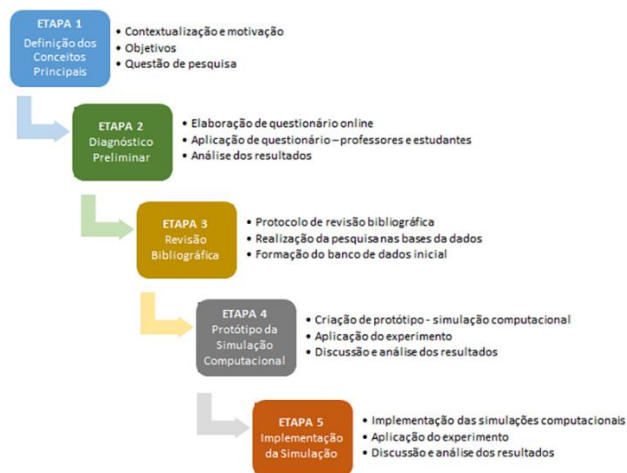 ETAPA 1
Definição dos
Conceitos
Principais
• Contextualização e motivação
• Objetivos
• Questão de pesquisa
ETAPA 2
Diagnóstico
Preliminar
• Elaboração de questionário online
• Aplicação de questionário – professores e estudantes
• Análise dos resultados
ETAPA 3
Revisão
Bibliográfica
• Protocolo de revisão bibliográfica
• Realização da pesquisa nas bases da dados
• Formação do banco de dados inicial
ETAPA 4
Protótipo da
Simulação
Computacional
• Criação de protótipo - simulação computacional
• Aplicação do experimento
• Discussão e análise dos resultados
ETAPA 5
Implementação
da Simulação
• Implementação das simulações computacionais
• Aplicação do experimento
• Discussão e análise dos resultados